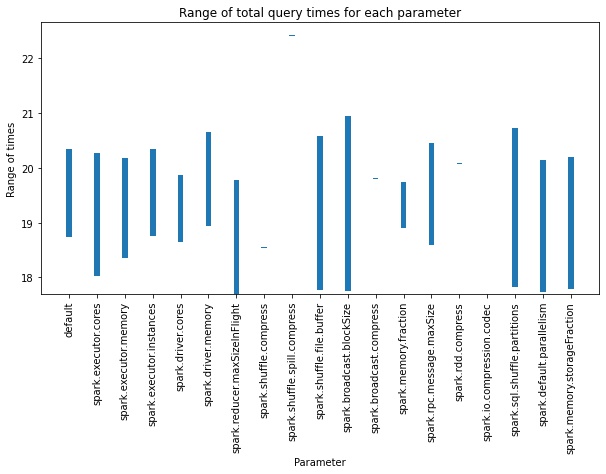 Range of total query times for each parameter
Range of times
22
21
20
19
18
default
spark.executor.cores
spark.executor.memory
spark.executor.instances
spark.driver.cores
spark.driver.memory
spark.reducer.maxSizeInFlight
spark.shuffle.compress
spark.shuffle.spill.compress
spark.shuffle.file.buffer
spark.broadcast.blockSize
spark.broadcast.compress
spark.memory.fraction
spark.rpc.message.maxSize
spark.rdd.compress
spark.io.compression.codec
spark.sql.shuffle.partitions
spark.default.parallelism
spark.memory.storageFraction
Parameter